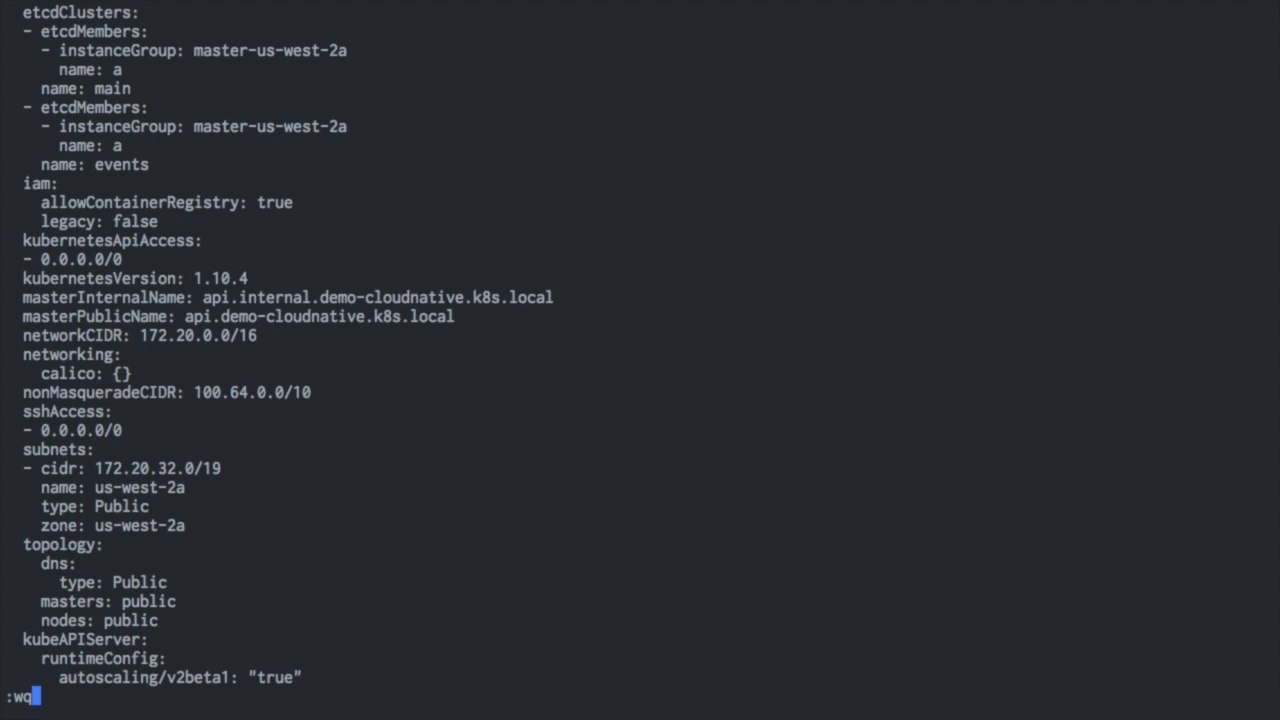 etcdClusters:
- etcdMembers:
- instanceGroup: master-us-west-2a
name: a
name: main
- etcdMembers:
- instanceGroup: master-us-west-2a
name: a
name: events
iam:
allowContainerRegistry: true
legacy: false
kubernetesApiAccess:
- 0.0.0.0/0
kubernetesVersion: 1.10.4
masterInternalName: api.internal.demo-cloudnative.k8s.local
masterPublicName: api.demo-cloudnative.k8s.local
networkCIDR: 172.20.0.0/16
networking:
calico: {}
nonMasqueradeCIDR: 100.64.0.0/10
sshAccess:
- 0.0.0.0/0
subnets:
- cidr: 172.20.32.0/19
name: us-west-2a
type: Public
zone: us-west-2a
topology:
dns:
type: Public
masters: public
nodes: public
kubeAPIServer:
runtimeConfig:
autoscaling/v2beta1: "true"
:wq